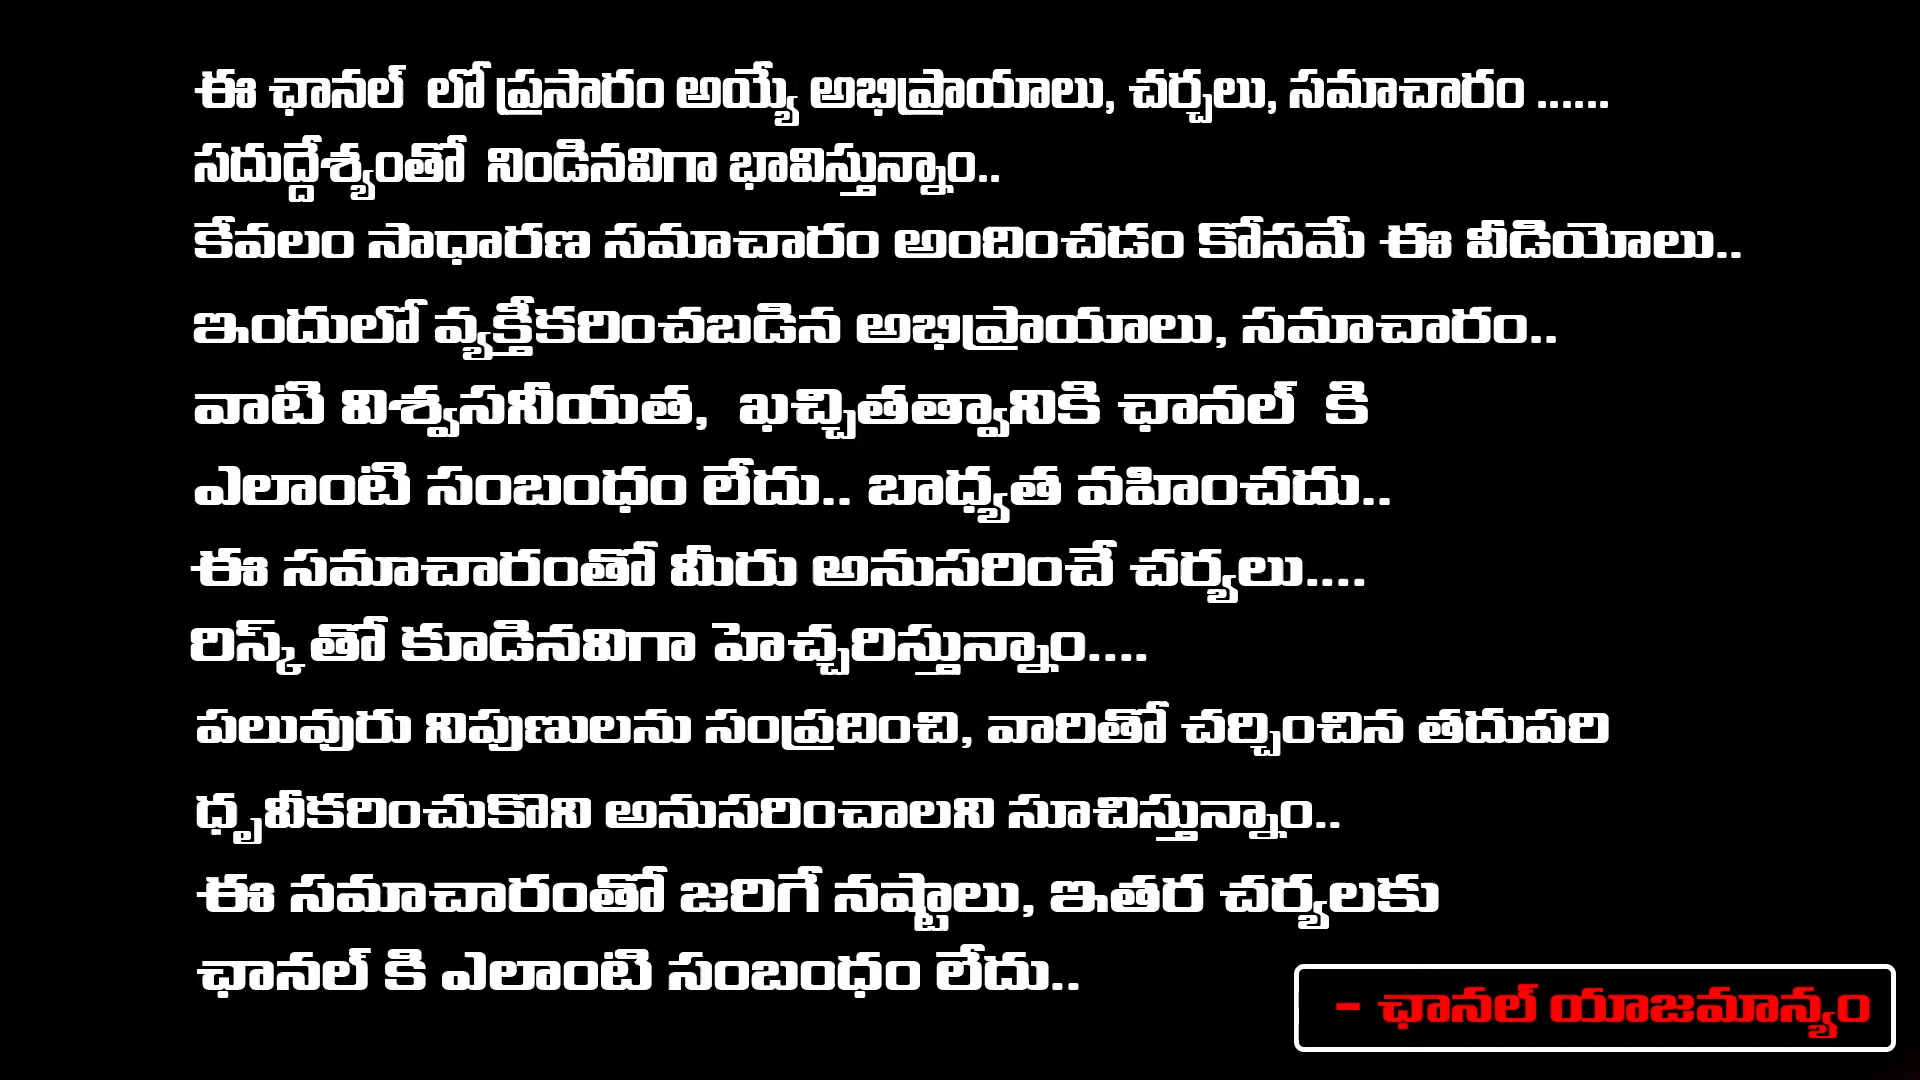 ఈ ఛానల్ లో ప్రసారం అయ్యే అభిప్రాయాలు, చర్చలు, సమాచారం ......
సదుద్దేశ్యంతో నిండినవిగా భావిస్తున్నాం..
కేవలం సాధారణ సమాచారం అందించడం కోసమే ఈ వీడియోలు..
ఇందులో వ్యక్తీకరించబడిన అభిప్రాయాలు, సమాచారం..
వాటి విశ్వసనీయత, ఖచ్చితత్వానికి ఛానల్ కి
ఎలాంటి సంబంధం లేదు.. బాధ్యత వహించదు..
ఈ సమాచారంతో మీరు అనుసరించే చర్యలు....
రిస్క్ తో కూడినవిగా హెచ్చరిస్తున్నాం....
పలువురు నిపుణులను సంప్రదించి, వారితో చర్చించిన తదుపరి
ధృవీకరించుకొని అనుసరించాలని సూచిస్తున్నాం..
ఈ సమాచారంతో జరిగే నష్టాలు, ఇతర చర్యలకు
ఛానల్ కి ఎలాంటి సంబంధం లేదు..
- ఛానల్ యాజమాన్యం